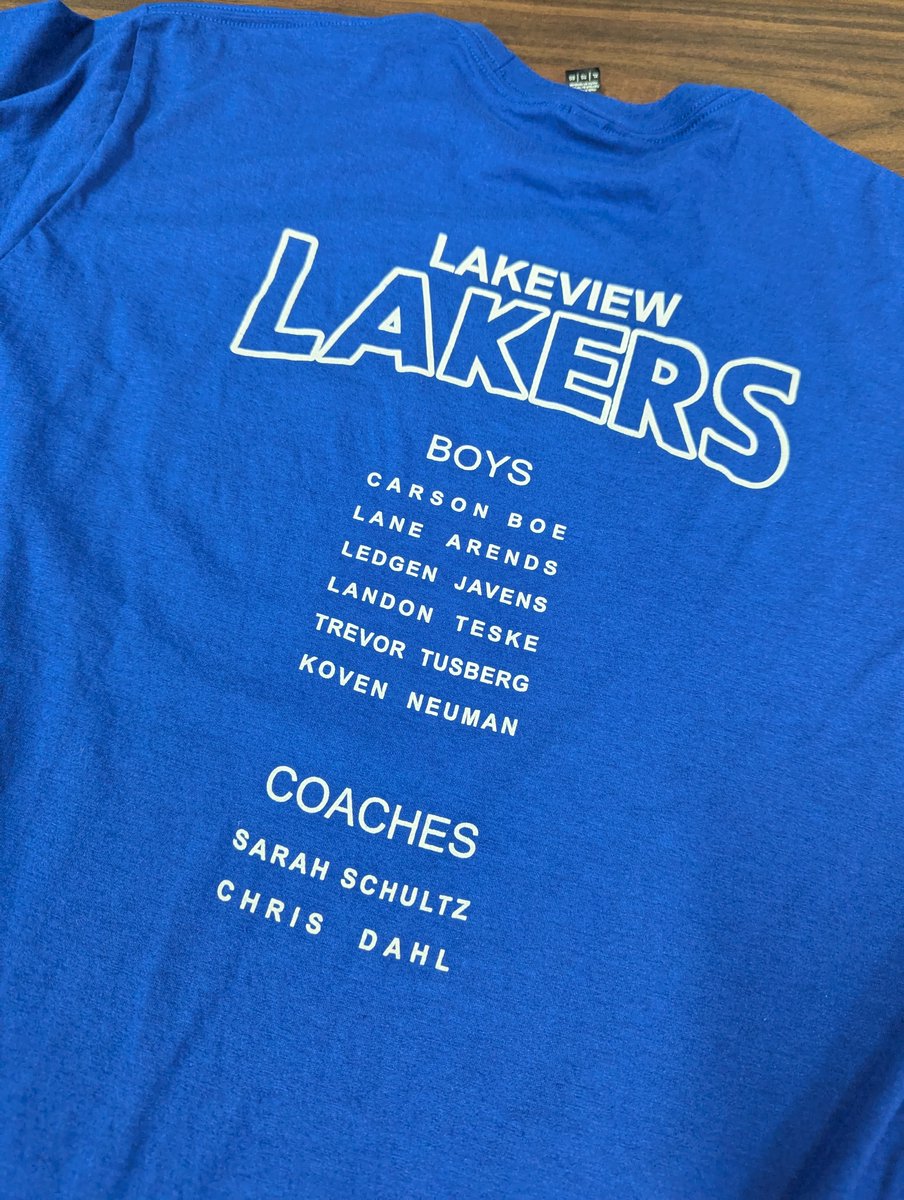 LAKEVIEW
LAKERS
BOYS
CARSON BOE
LANE ARENDS
LEDGEN JAVENS
LANDON TESKE
TREVOR TUSBERG
KOVEN NEUMAN
COACHES
SARAH SCHULTZ
CHRIS DAHL